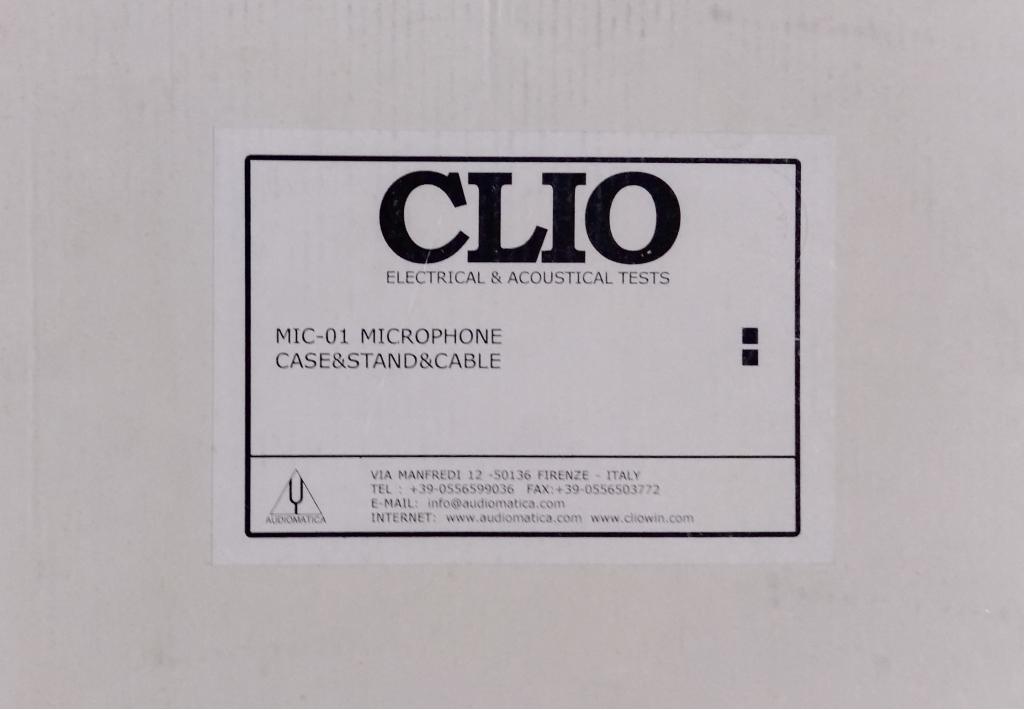 CLIO
ELECTRICAL & ACOUSTICAL TESTS
MIC-01 MICROPHONE
CASE&STAND&CABLE
VIA MANFREDI 12 -50136 FIRENZE - ITALY
TEL : +39-0556599036 FAX:+39-0556503772
E-MAIL: info@audiomatica.com
INTERNET: www.audiomatica.com www.cliowin.com
AUDIOMATICA